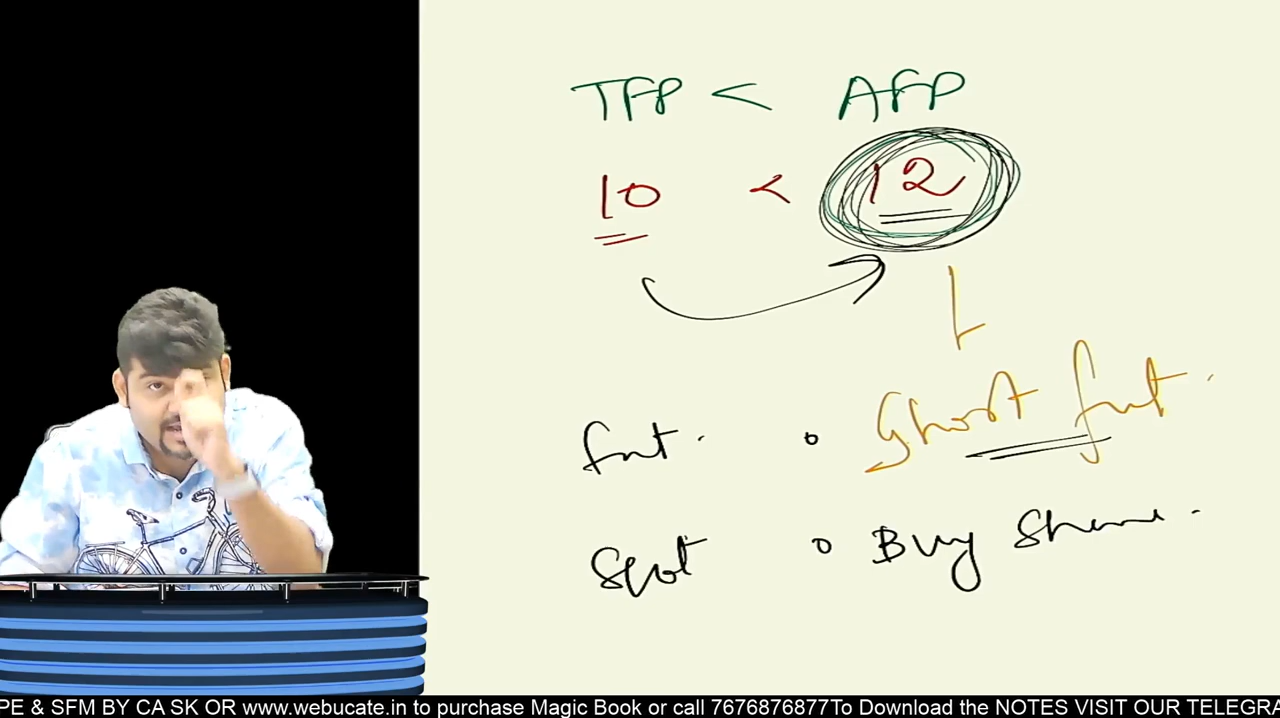 TFP < AFP
10 < 12
fut. • Short fut.
Spot • Buy Share.
PE & SFM BY CA SK OR www.webucate.in to purchase Magic Book or call 7676876877To Download the NOTES VISIT OUR TELEGRA